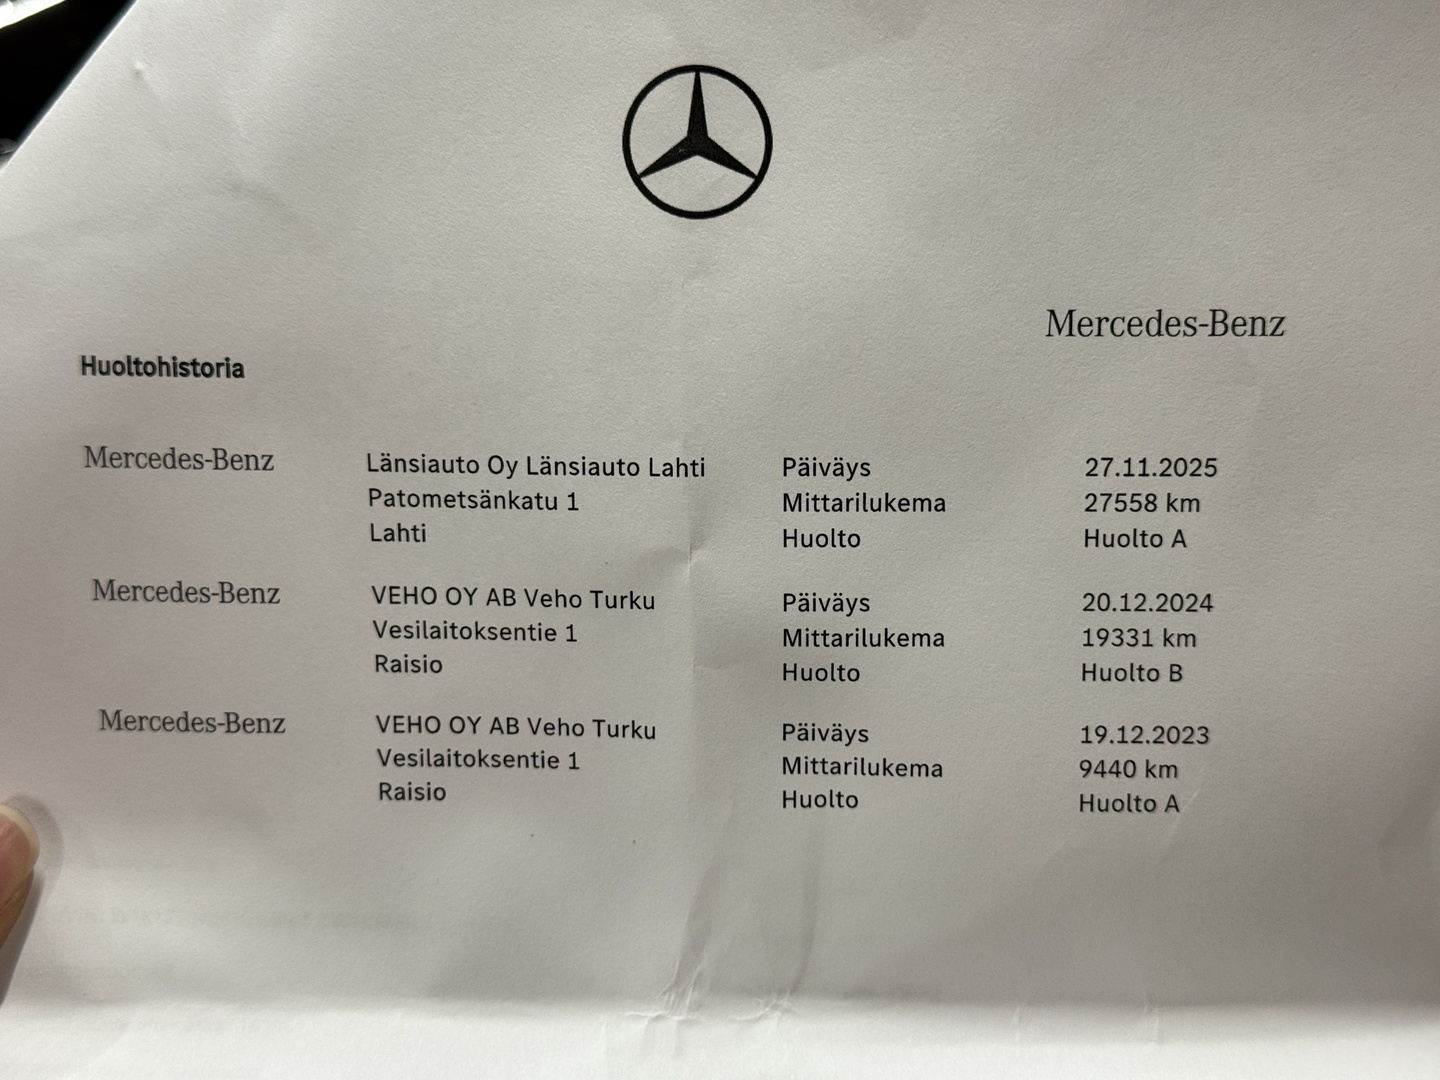 Mercedes-Benz
Huoltohistoria
Mercedes-Benz Länsiauto Oy Länsiauto Lahti Päiväys 27.11.2025
Patometsänkatu 1 Mittarilukema 27558 km
Lahti Huolto Huolto A
Mercedes-Benz VEHO OY AB Veho Turku Päiväys 20.12.2024
Vesilaitoksentie 1 Mittarilukema 19331 km
Raisio Huolto Huolto B
Mercedes-Benz VEHO OY AB Veho Turku Päiväys 19.12.2023
Vesilaitoksentie 1 Mittarilukema 9440 km
Raisio Huolto Huolto A